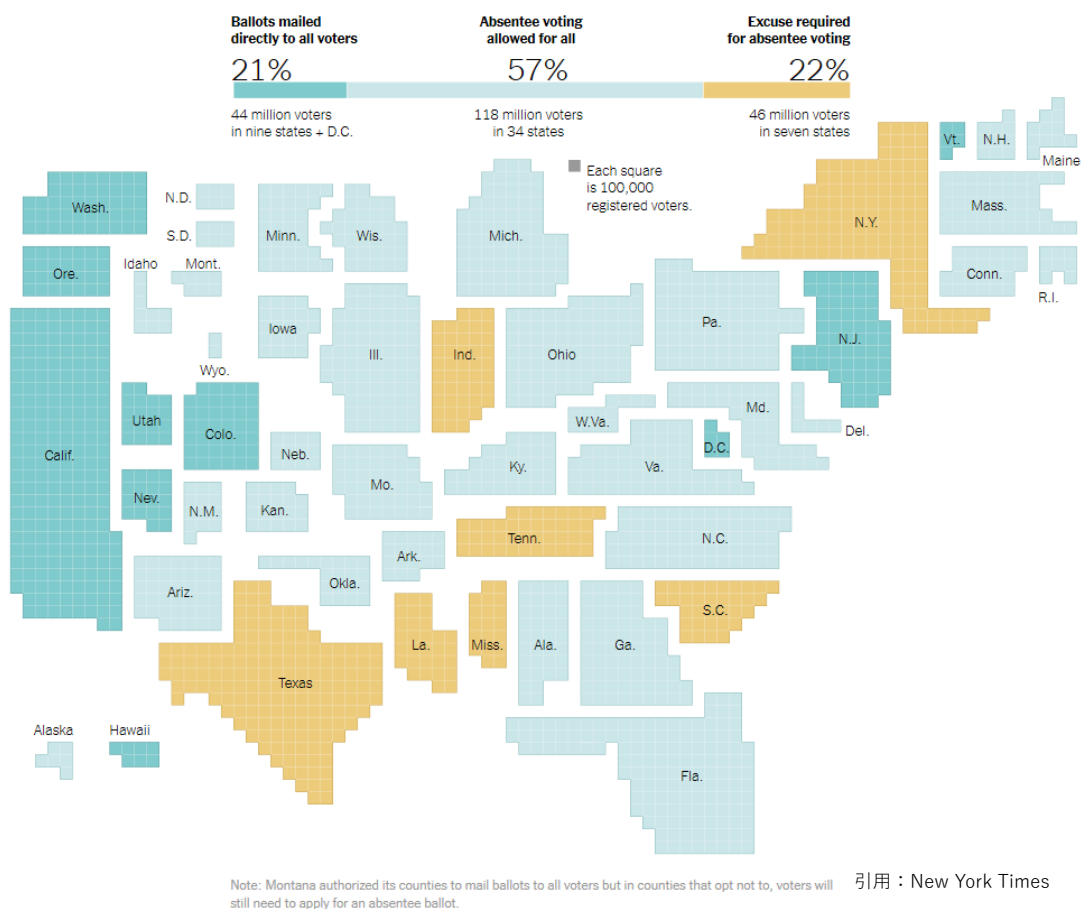 Ballots mailed
directly to all voters
21%
44 million voters
in nine states + D.C.
Absentee voting
allowed for all
57%
118 million voters
in 34 states
Excuse required
for absentee voting
22%
46 million voters
in seven states
Each square
is 100,000
registered voters.
Vt.
N.H.
Maine
Wash.
N.D.
S.D.
Minn.
Wis.
Mich.
N.Y.
Mass.
Ore.
Idaho
Mont.
Conn.
R.I.
Iowa
Ill.
Ind.
Ohio
Pa.
N.J.
Wyo.
Utah
Colo.
Calif.
Neb.
W.Va.
Md.
D.C.
Del.
Nev.
N.M.
Kan.
Mo.
Ky.
Va.
Tenn.
N.C.
Ark.
Okla.
Ariz.
S.C.
La.
Miss.
Ala.
Ga.
Texas
Alaska
Hawaii
Fla.
Note: Montana authorized its counties to mail ballots to all voters but in counties that opt not to, voters will
still need to apply for an absentee ballot.
引用：New York Times